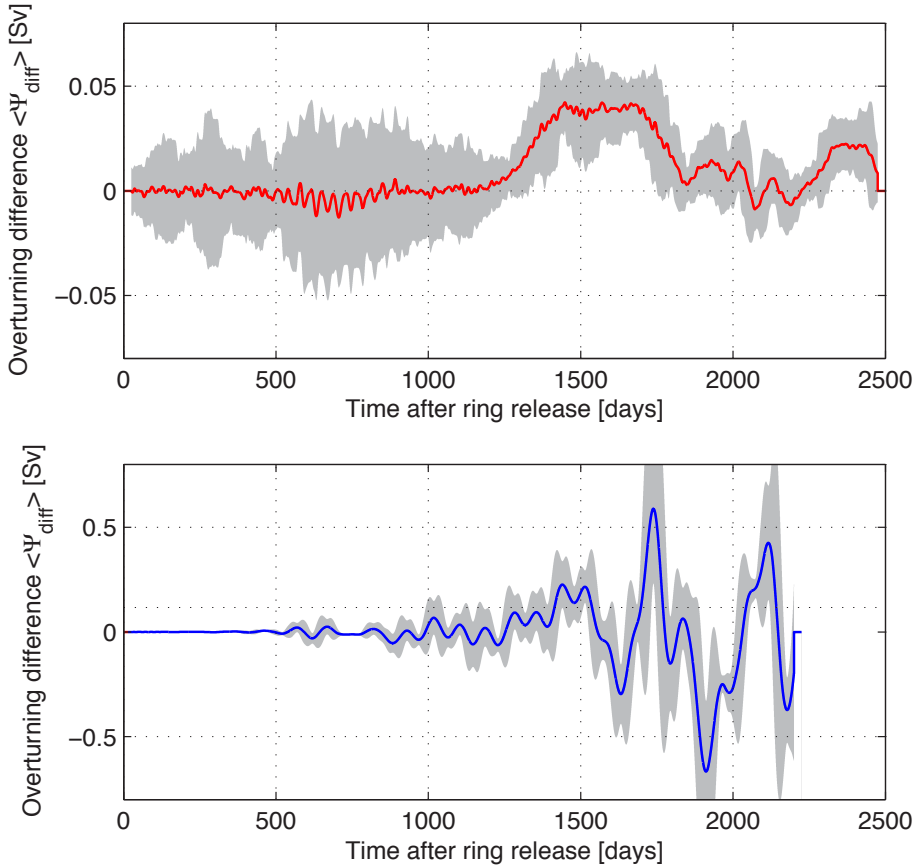 Overturning difference <Ψdiff> [Sv]
0.05
0
−0.05
0 500 1000 1500 2000 2500
Time after ring release [days]
Overturning difference <Ψdiff> [Sv]
0.5
0
−0.5
0 500 1000 1500 2000 2500
Time after ring release [days]